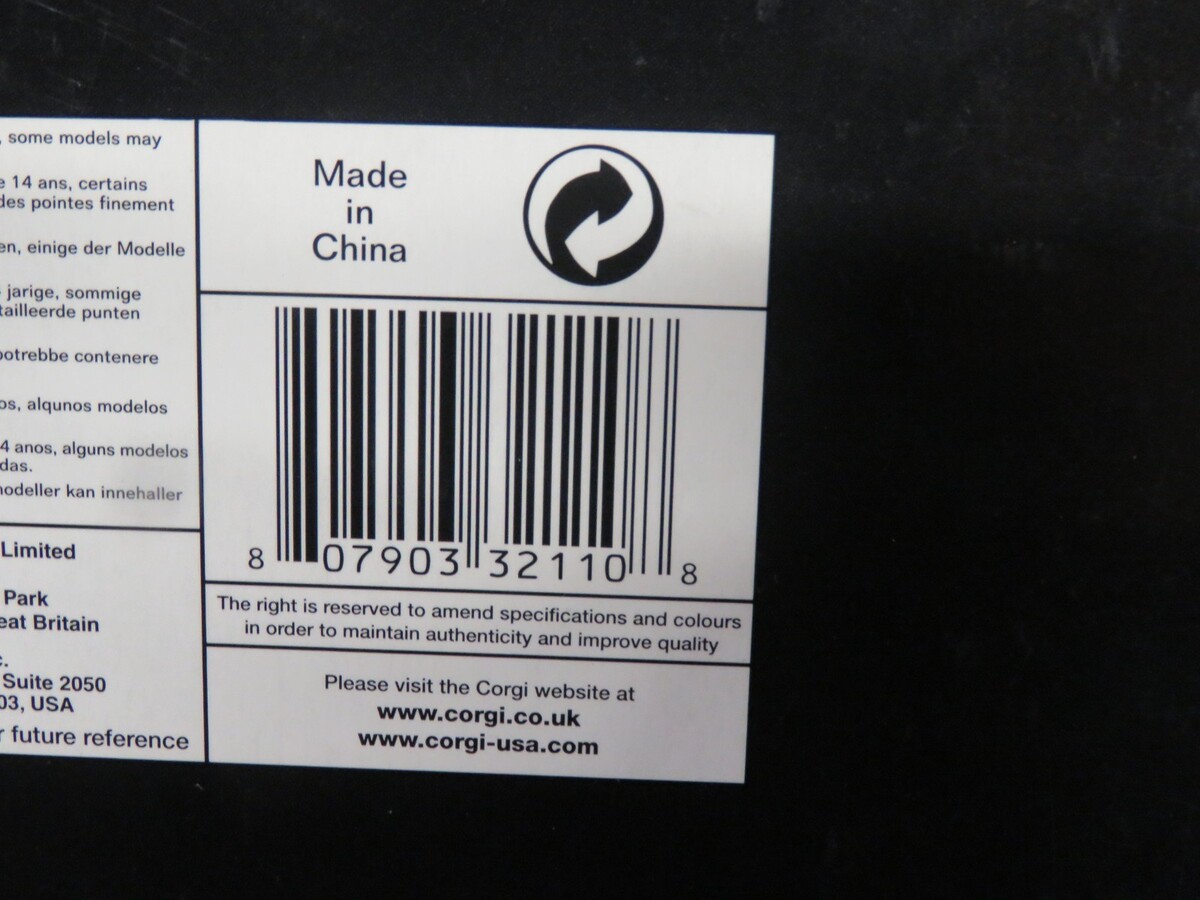 , some models may
e 14 ans, certains
des pointes finement
en, einige der Modelle
jarige, sommige
tailleerde punten
potrebbe contenere
os, alqunos modelos
4 anos, alguns modelos
das.
modeller kan innehaller
Limited
Park
eat Britain
c.
Suite 2050
03, USA
r future reference
Made
in
China
8 07903 32110 8
The right is reserved to amend specifications and colours
in order to maintain authenticity and improve quality
Please visit the Corgi website at
www.corgi.co.uk
www.corgi-usa.com